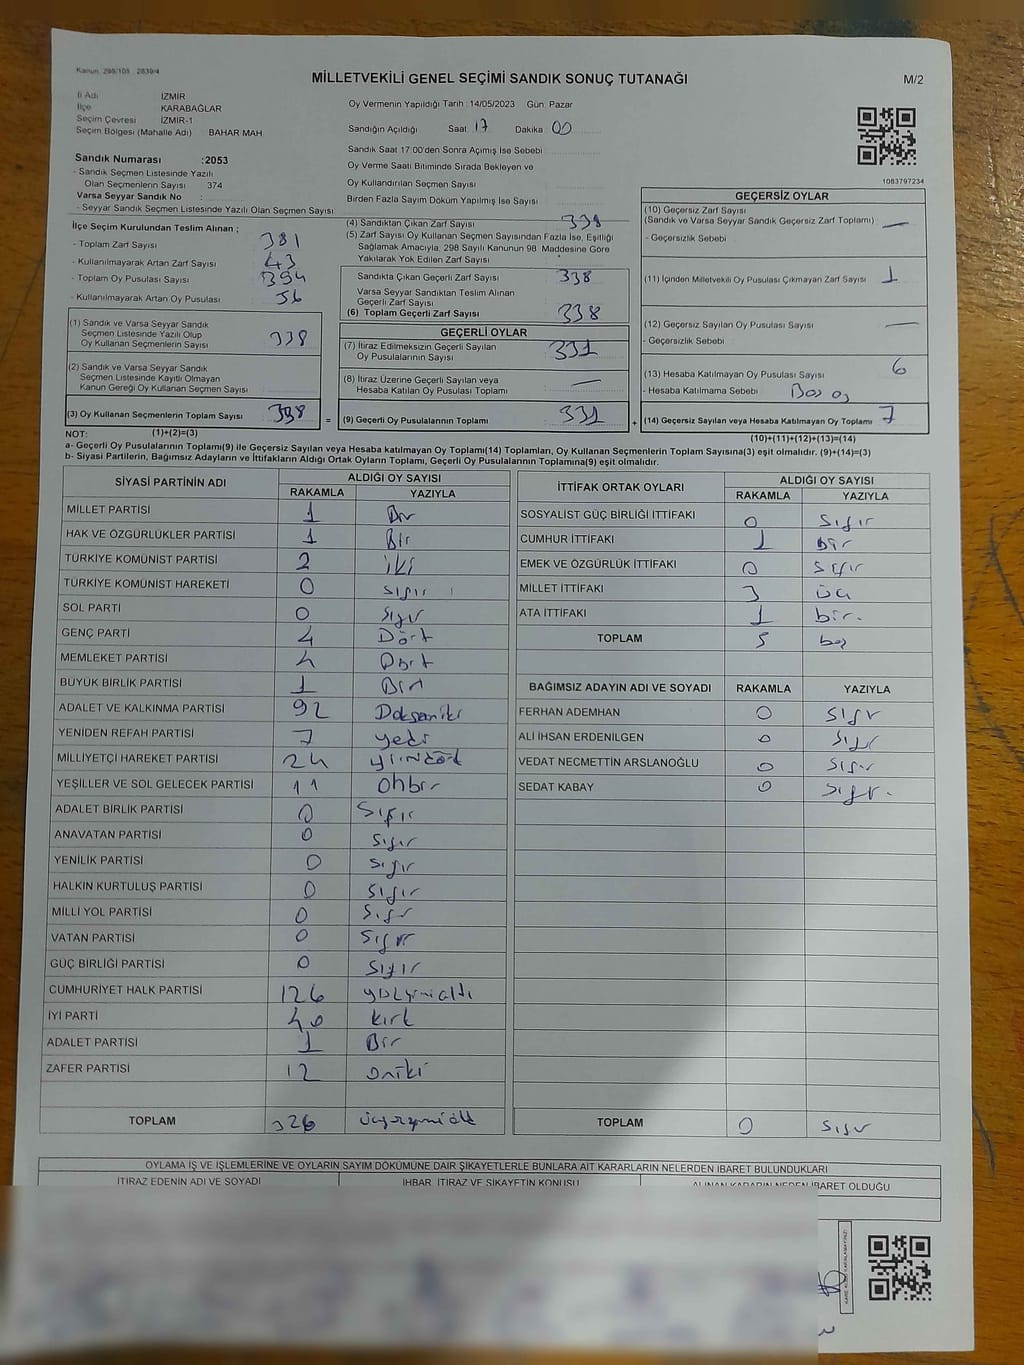 Kanun: 298/105 2839/4
MİLLETVEKİLİ GENEL SEÇİMİ SANDIK SONUÇ TUTANAĞI
M/2
İl Adı İZMİR
İlçe KARABAĞLAR
Seçim Çevresi İZMİR-1
Seçim Bölgesi (Mahalle Adı) BAHAR MAH
Oy Vermenin Yapıldığı Tarih 14/05/2023 Gün: Pazar
Sandığın Açıldığı Saat 17 Dakika 00
Sandık Saat 17:00'den Sonra Açımış İse Sebebi
Oy Verme Saati Bitiminde Sırada Bekleyen ve
Oy Kullandırılan Seçmen Sayısı
Birden Fazla Sayım Döküm Yapılmış İse Sayısı
1083797234
Sandık Numarası :2053
- Sandık Seçmen Listesinde Yazılı
Olan Seçmenlerin Sayısı 374
Varsa Seyyar Sandık No :
- Seyyar Sandık Seçmen Listesinde Yazılı Olan Seçmen Sayısı
İlçe Seçim Kurulundan Teslim Alınan ;
- Toplam Zarf Sayısı 381
- Kullanılmayarak Artan Zarf Sayısı 43
- Toplam Oy Pusulası Sayısı 394
- Kullanılmayarak Artan Oy Pusulası 56
(1) Sandık ve Varsa Seyyar Sandık
Seçmen Listesinde Yazılı Olup
Oy Kullanan Seçmenlerin Sayısı 338
(2) Sandık ve Varsa Seyyar Sandık
Seçmen Listesinde Kayıtlı Olmayan
Kanun Gereği Oy Kullanan Seçmen Sayısı
(3) Oy Kullanan Seçmenlerin Toplam Sayısı 338
(1)+(2)=(3)
(4) Sandıktan Çıkan Zarf Sayısı 338
(5) Zarf Sayısı Oy Kullanan Seçmen Sayısından Fazla İse, Eşitliği
Sağlamak Amacıyla, 298 Sayılı Kanunun 98. Maddesine Göre
Yakılarak Yok Edilen Zarf Sayısı
Sandıkta Çıkan Geçerli Zarf Sayısı 338
Varsa Seyyar Sandıktan Teslim Alınan
Geçerli Zarf Sayısı
(6) Toplam Geçerli Zarf Sayısı 338
GEÇERLİ OYLAR
(7) İtiraz Edilmeksizin Geçerli Sayılan
Oy Pusulalarının Sayısı 331
(8) İtiraz Üzerine Geçerli Sayılan veya
Hesaba Katılan Oy Pusulası Toplamı —
= (9) Geçerli Oy Pusulalarının Toplamı 331
GEÇERSİZ OYLAR
(10) Geçersiz Zarf Sayısı
(Sandık ve Varsa Seyyar Sandık Geçersiz Zarf Toplamı) —
- Geçersizlik Sebebi
(11) İçinden Milletvekili Oy Pusulası Çıkmayan Zarf Sayısı 1
(12) Geçersiz Sayılan Oy Pusulası Sayısı —
- Geçersizlik Sebebi
(13) Hesaba Katılmayan Oy Pusulası Sayısı 6
- Hesaba Katılmama Sebebi Boş oy
+ (14) Geçersiz Sayılan veya Hesaba Katılmayan Oy Toplamı 7
(10)+(11)+(12)+(13)=(14)
NOT:
a- Geçerli Oy Pusulalarının Toplamı(9) ile Geçersiz Sayılan veya Hesaba katılmayan Oy Toplamı(14) Toplamları, Oy Kullanan Seçmenlerin Toplam Sayısına(3) eşit olmalıdır. (9)+(14)=(3)
b- Siyasi Partilerin, Bağımsız Adayların ve İttifakların Aldığı Ortak Oyların Toplamı, Geçerli Oy Pusulalarının Toplamına(9) eşit olmalıdır.
SİYASİ PARTİNİN ADI ALDIĞI OY SAYISI
RAKAMLA YAZIYLA
MİLLET PARTİSİ 1 Bir
HAK VE ÖZGÜRLÜKLER PARTİSİ 1 Bir
TÜRKİYE KOMÜNİST PARTİSİ 2 iki
TÜRKİYE KOMÜNİST HAREKETİ 0 sıfır
SOL PARTİ 0 sıfır
GENÇ PARTİ 4 Dört
MEMLEKET PARTİSİ 4 Dört
BÜYÜK BİRLİK PARTİSİ 1 Bir
ADALET VE KALKINMA PARTİSİ 92 Doksaniki
YENİDEN REFAH PARTİSİ 7 yedi
MİLLİYETÇİ HAREKET PARTİSİ 24 yirmidört
YEŞİLLER VE SOL GELECEK PARTİSİ 11 Onbir
ADALET BİRLİK PARTİSİ 0 Sıfır
ANAVATAN PARTİSİ 0 sıfır
YENİLİK PARTİSİ 0 sıfır
HALKIN KURTULUŞ PARTİSİ 0 sıfır
MİLLİ YOL PARTİSİ 0 sıfır
VATAN PARTİSİ 0 sıfır
GÜÇ BİRLİĞİ PARTİSİ 0 sıfır
CUMHURİYET HALK PARTİSİ 126 yüzyirmialtı
İYİ PARTİ 40 kırk
ADALET PARTİSİ 1 Bir
ZAFER PARTİSİ 12 oniki
TOPLAM 326 üçyüzyirmialtı
İTTİFAK ORTAK OYLARI ALDIĞI OY SAYISI
RAKAMLA YAZIYLA
SOSYALİST GÜÇ BİRLİĞİ İTTİFAKI 0 sıfır
CUMHUR İTTİFAKI 1 bir
EMEK VE ÖZGÜRLÜK İTTİFAKI 0 sıfır
MİLLET İTTİFAKI 3 üç
ATA İTTİFAKI 1 bir.
TOPLAM 5 beş
BAĞIMSIZ ADAYIN ADI VE SOYADI RAKAMLA YAZIYLA
FERHAN ADEMHAN 0 sıfır
ALİ İHSAN ERDENİLGEN 0 sıfır
VEDAT NECMETTİN ARSLANOĞLU 0 sıfır
SEDAT KABAY 0 sıfır.
TOPLAM 0 sıfır
OYLAMA İŞ VE İŞLEMLERİNE VE OYLARIN SAYIM DÖKÜMÜNE DAİR ŞİKAYETLERLE BUNLARA AİT KARARLARIN NELERDEN İBARET BULUNDUKLARI
İTİRAZ EDENİN ADI VE SOYADI İHBAR, İTİRAZ VE ŞİKAYETİN KONUSU ALINAN KARARIN NEDEN İBARET OLDUĞU